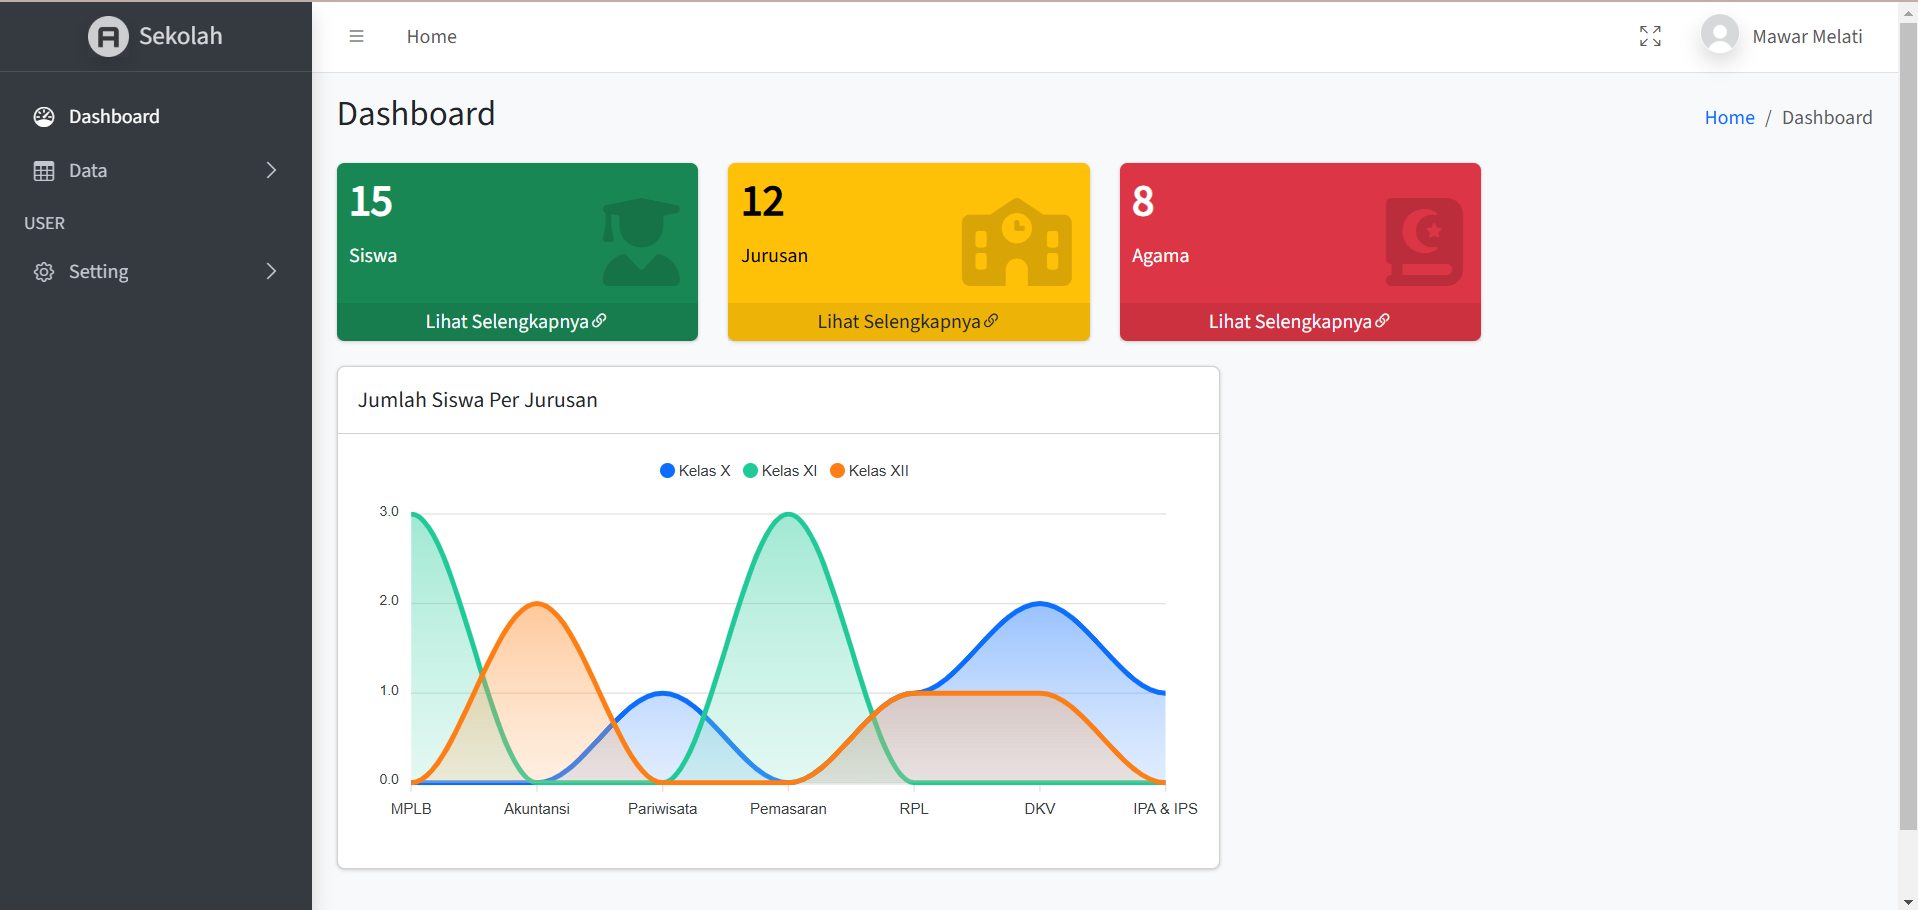 Sekolah
Home
Mawar Melati
Dashboard
Data
USER
Setting
Dashboard
Home / Dashboard
15
Siswa
Lihat Selengkapnya
12
Jurusan
Lihat Selengkapnya
8
Agama
Lihat Selengkapnya
Jumlah Siswa Per Jurusan
Kelas X Kelas XI Kelas XII
3.0
2.0
1.0
0.0
MPLB Akuntansi Pariwisata Pemasaran RPL DKV IPA & IPS